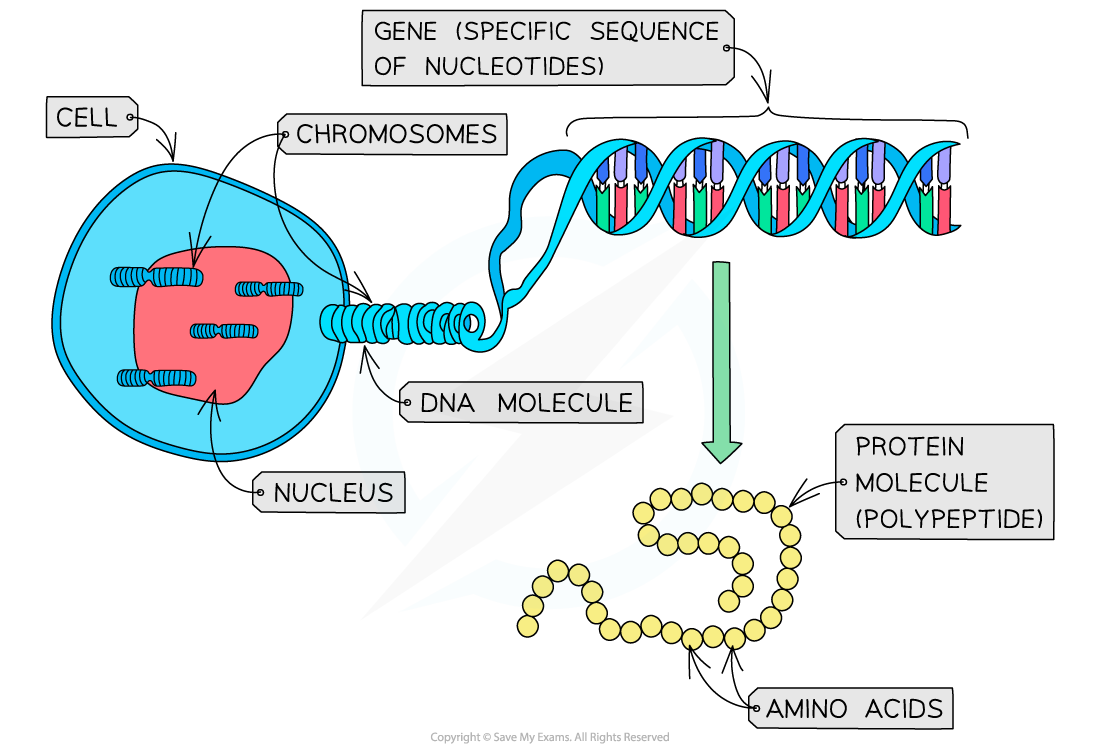 GENE (SPECIFIC SEQUENCE
OF NUCLEOTIDES)
CELL
CHROMOSOMES
DNA MOLECULE
NUCLEUS
PROTEIN
MOLECULE
(POLYPEPTIDE)
AMINO ACIDS
Copyright © Save My Exams. All Rights Reserved